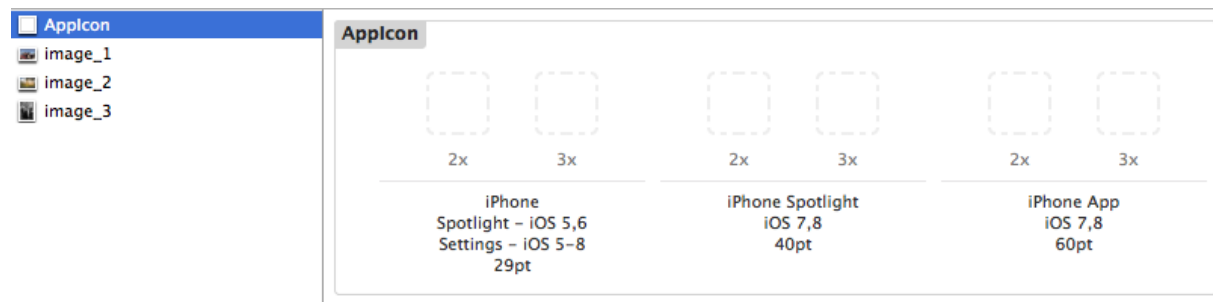 AppIcon
image_1
image_2
image_3
AppIcon
2x 3x 2x 3x 2x 3x
iPhone
Spotlight – iOS 5,6
Settings – iOS 5–8
29pt
iPhone Spotlight
iOS 7,8
40pt
iPhone App
iOS 7,8
60pt